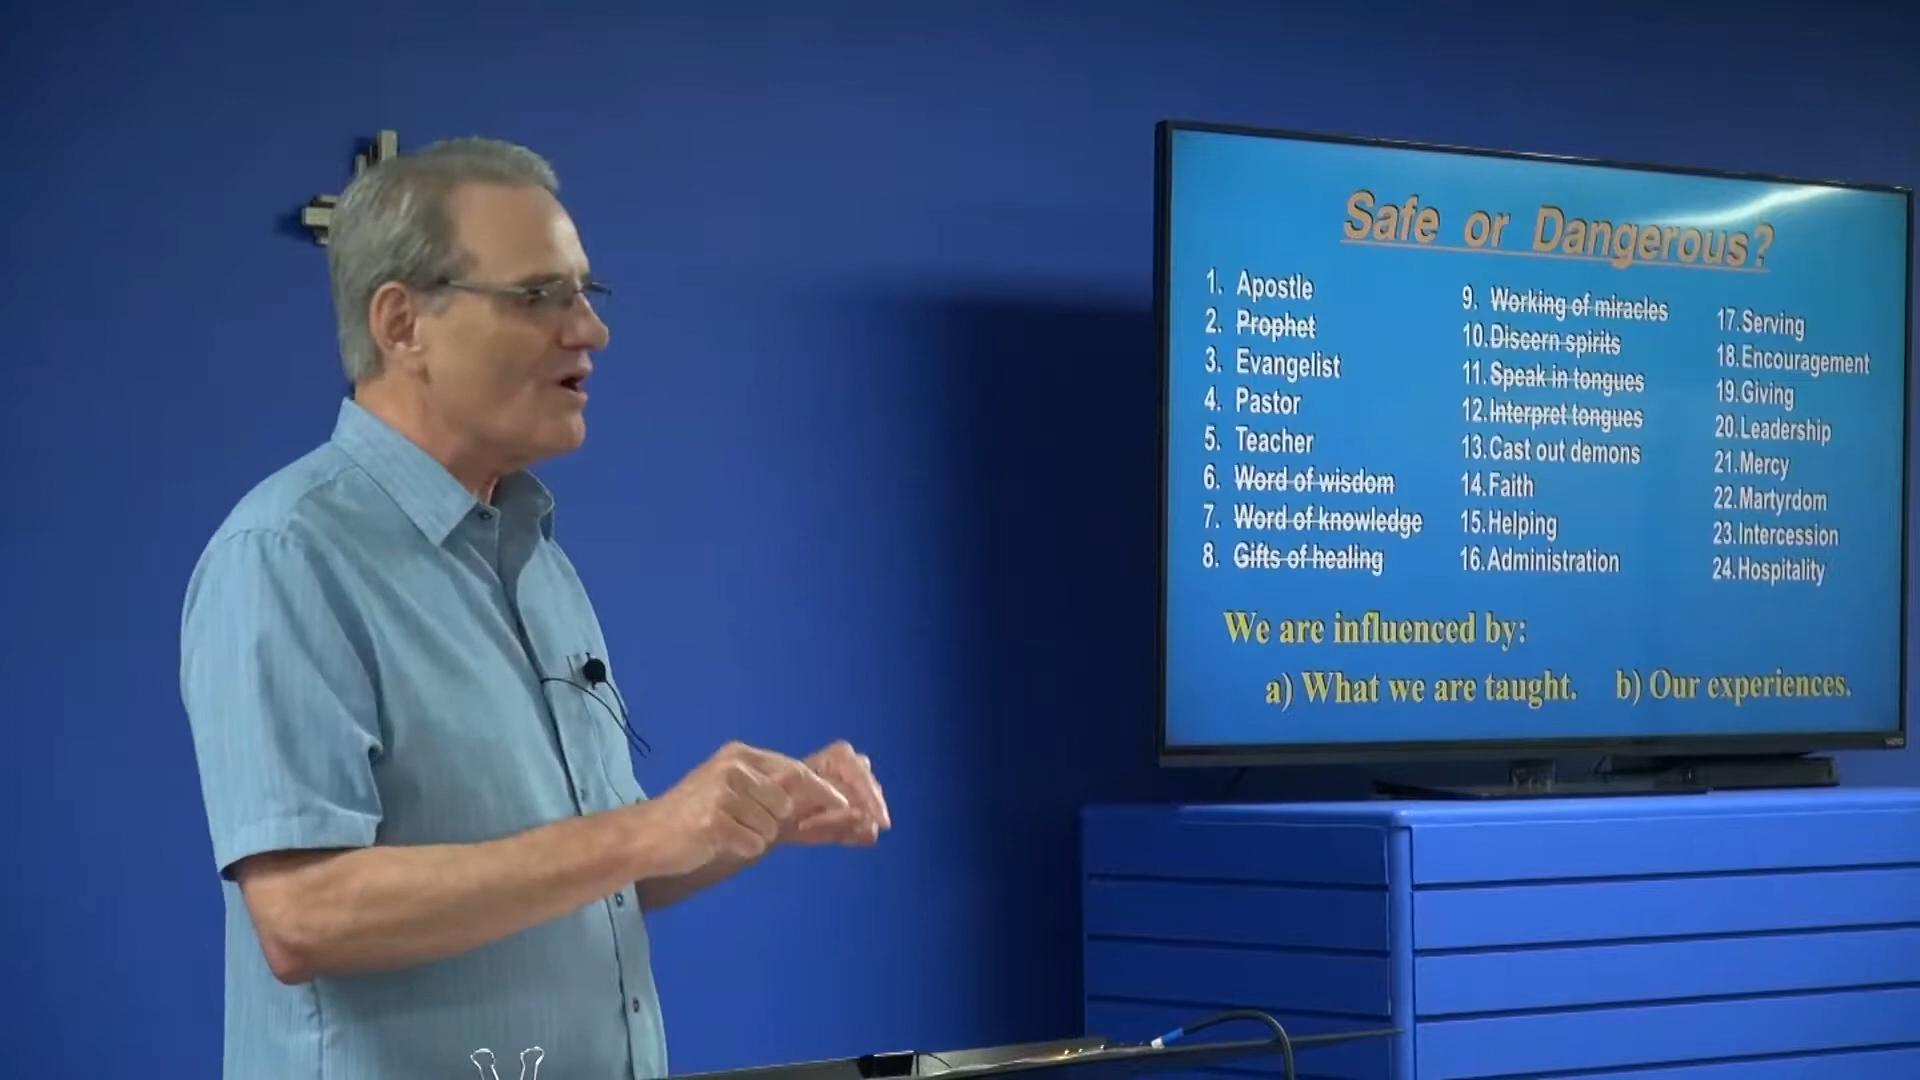 Safe or Dangerous?
1. Apostle
2. Prophet
3. Evangelist
4. Pastor
5. Teacher
6. Word of wisdom
7. Word of knowledge
8. Gifts of healing
9. Working of miracles
10. Discern spirits
11. Speak in tongues
12. Interpret tongues
13. Cast out demons
14. Faith
15. Helping
16. Administration
17. Serving
18. Encouragement
19. Giving
20. Leadership
21. Mercy
22. Martyrdom
23. Intercession
24. Hospitality
We are influenced by:
a) What we are taught. b) Our experiences.
VIZIO